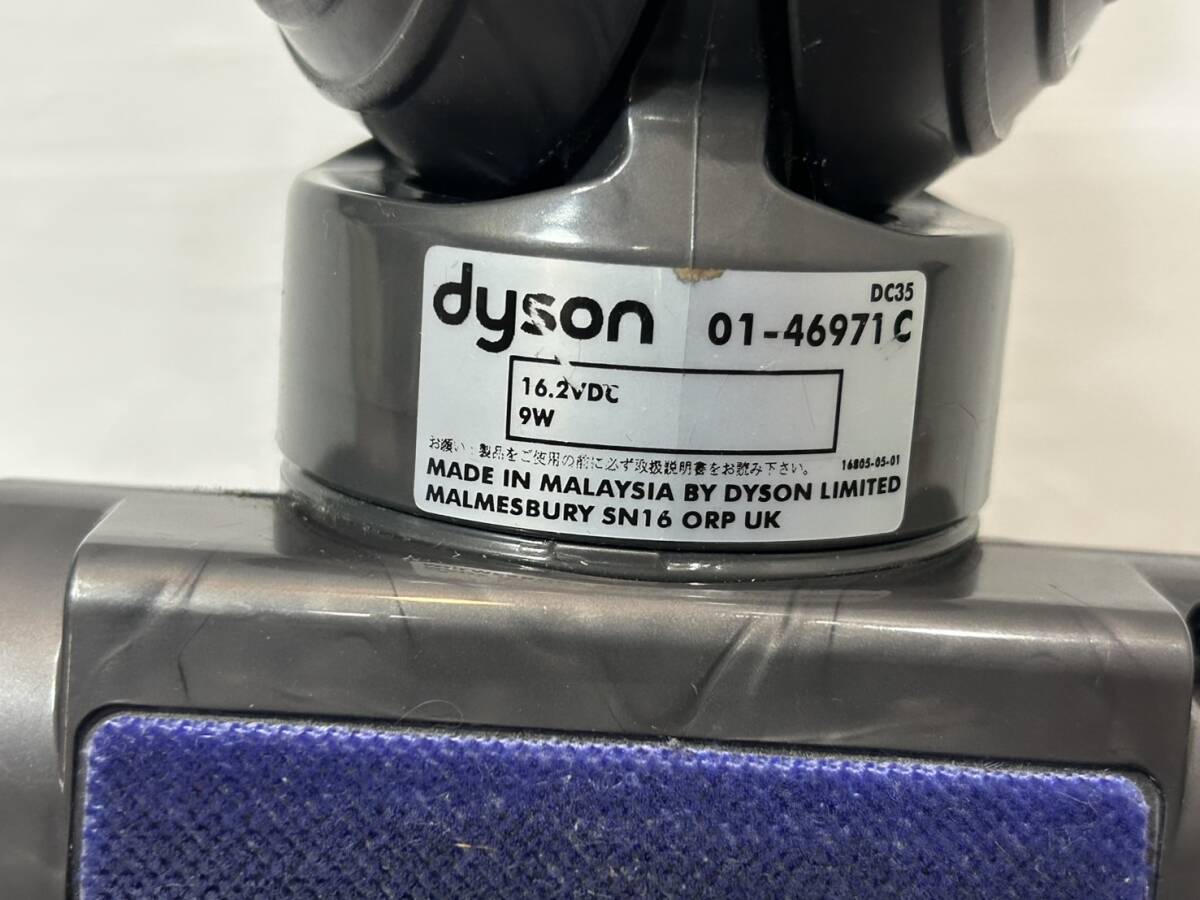 dyson
DC35
01-46971 C
16.2VDC
9W
お願い：製品をご使用の前に必ず取扱説明書をお読み下さい。
16805-05-01
MADE IN MALAYSIA BY DYSON LIMITED
MALMESBURY SN16 ORP UK